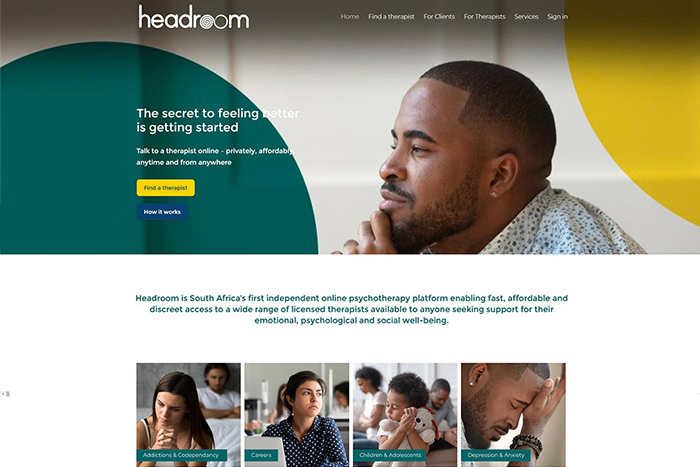 headroom
Home Find a therapist For Clients For Therapists Services Sign in
The secret to feeling better
is getting started
Talk to a therapist online – privately, affordably,
anytime and from anywhere
Find a therapist
How it works
Headroom is South Africa's first independent online psychotherapy platform enabling fast, affordable and
discreet access to a wide range of licensed therapists available to anyone seeking support for their
emotional, psychological and social well-being.
Addictions & Codependancy
Careers
Children & Adolescents
Depression & Anxiety